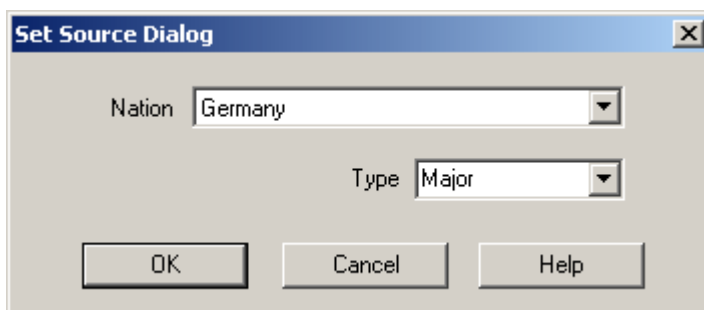 Set Source Dialog
Nation Germany
Type Major
OK Cancel Help